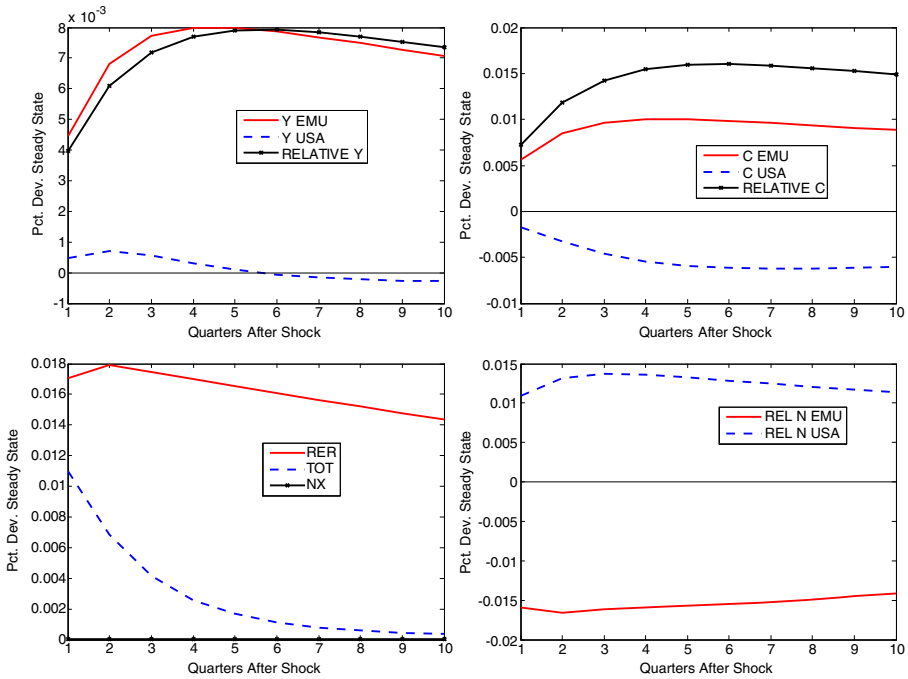 x 10⁻³
8
7
6
5
4
3
2
1
0
-1
Pct. Dev. Steady State
Y EMU
Y USA
RELATIVE Y
1 2 3 4 5 6 7 8 9 10
Quarters After Shock
0.02
0.015
0.01
0.005
0
-0.005
-0.01
Pct. Dev. Steady State
C EMU
C USA
RELATIVE C
1 2 3 4 5 6 7 8 9 10
Quarters After Shock
0.018
0.016
0.014
0.012
0.01
0.008
0.006
0.004
0.002
0
Pct. Dev. Steady State
RER
TOT
NX
1 2 3 4 5 6 7 8 9 10
Quarters After Shock
0.015
0.01
0.005
0
-0.005
-0.01
-0.015
-0.02
Pct. Dev. Steady State
REL N EMU
REL N USA
1 2 3 4 5 6 7 8 9 10
Quarters After Shock